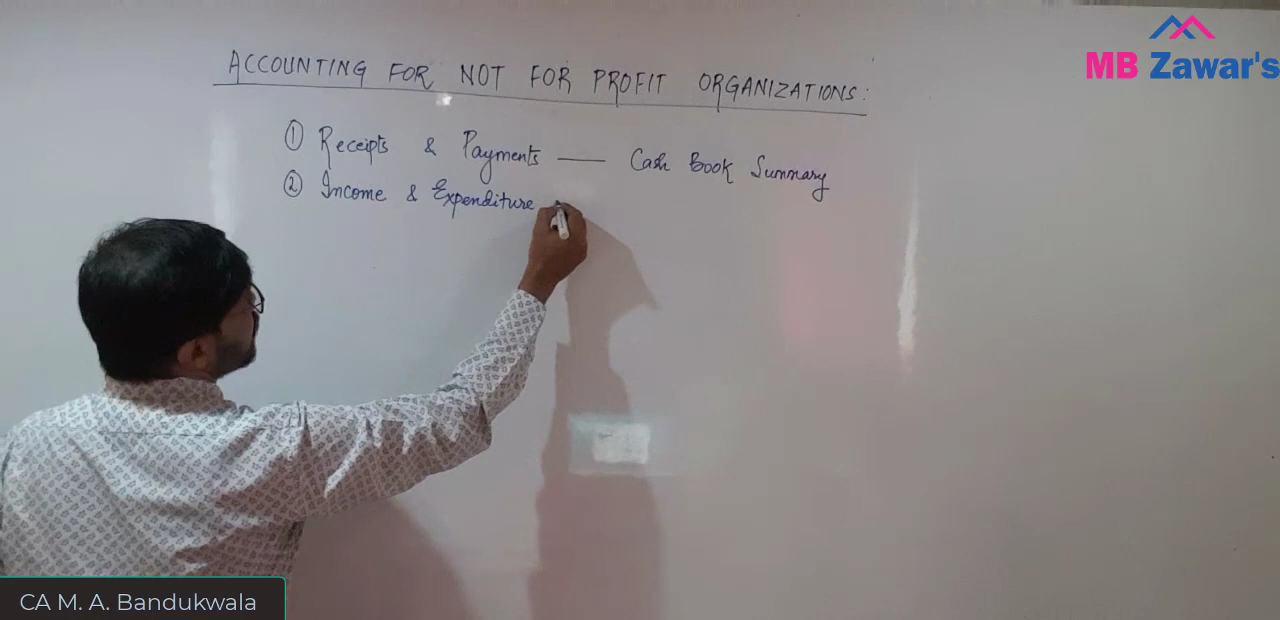 MB Zawar's
ACCOUNTING FOR NOT FOR PROFIT ORGANIZATIONS:
① Receipts & Payments — Cash Book Summary
② Income & Expenditure
CA M. A. Bandukwala